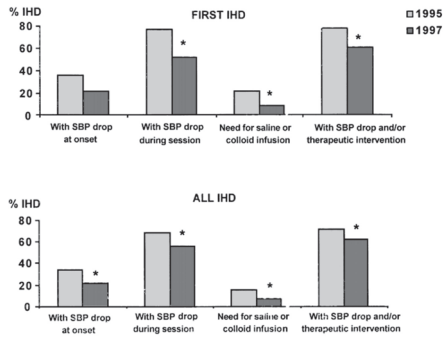 % IHD
FIRST IHD
1995
1997
80
60
40
20
0
*
*
*
With SBP drop at onset
With SBP drop during session
Need for saline or colloid infusion
With SBP drop and/or therapeutic intervention
% IHD
ALL IHD
80
60
40
20
0
*
*
*
*
With SBP drop at onset
With SBP drop during session
Need for saline or colloid infusion
With SBP drop and/or therapeutic intervention